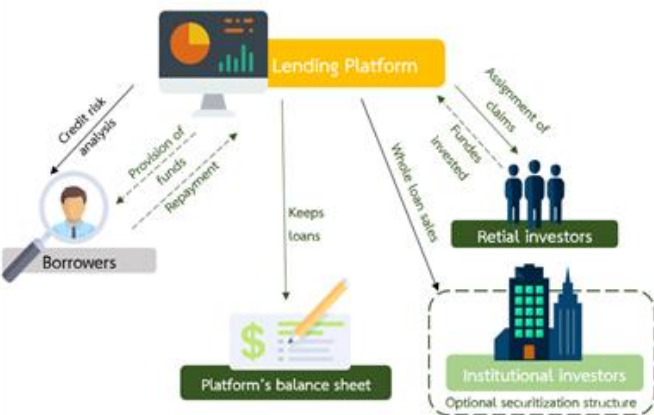 Lending Platform
Credit risk
analysis
Provision of
funds
Repayment
Keeps
loans
Whole loan sales
Assignment of
claims
Fundes
invested
Retial investors
Borrowers
$
Platform's balance sheet
Institutional investors
Optional securitization structure